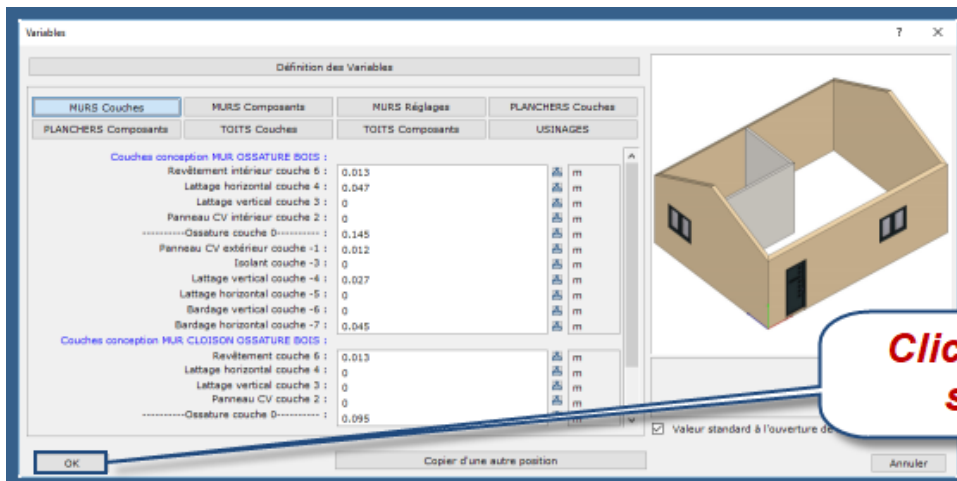 Variables ? ×
Définition des Variables
MURS Couches MURS Composants MURS Réglages PLANCHERS Couches
PLANCHERS Composants TOITS Couches TOITS Composants USINAGES
Couches conception MUR OSSATURE BOIS :
Revêtement intérieur couche 6 : 0.013 m
Lattage horizontal couche 4 : 0.047 m
Lattage vertical couche 3 : 0 m
Panneau CV intérieur couche 2 : 0 m
----------Ossature couche 0---------- : 0.145 m
Panneau CV extérieur couche -1 : 0.012 m
Isolant couche -3 : 0 m
Lattage vertical couche -4 : 0.027 m
Lattage horizontal couche -5 : 0 m
Bardage vertical couche -6 : 0 m
Bardage horizontal couche -7 : 0.045 m
Couches conception MUR CLOISON OSSATURE BOIS :
Revêtement couche 6 : 0.013 m
Lattage horizontal couche 4 : 0 m
Lattage vertical couche 3 : 0 m
Panneau CV couche 2 : 0 m
----------Ossature couche 0---------- : 0.095 m
Clic
s
Valeur standard à l'ouverture de
OK Copier d'une autre position Annuler